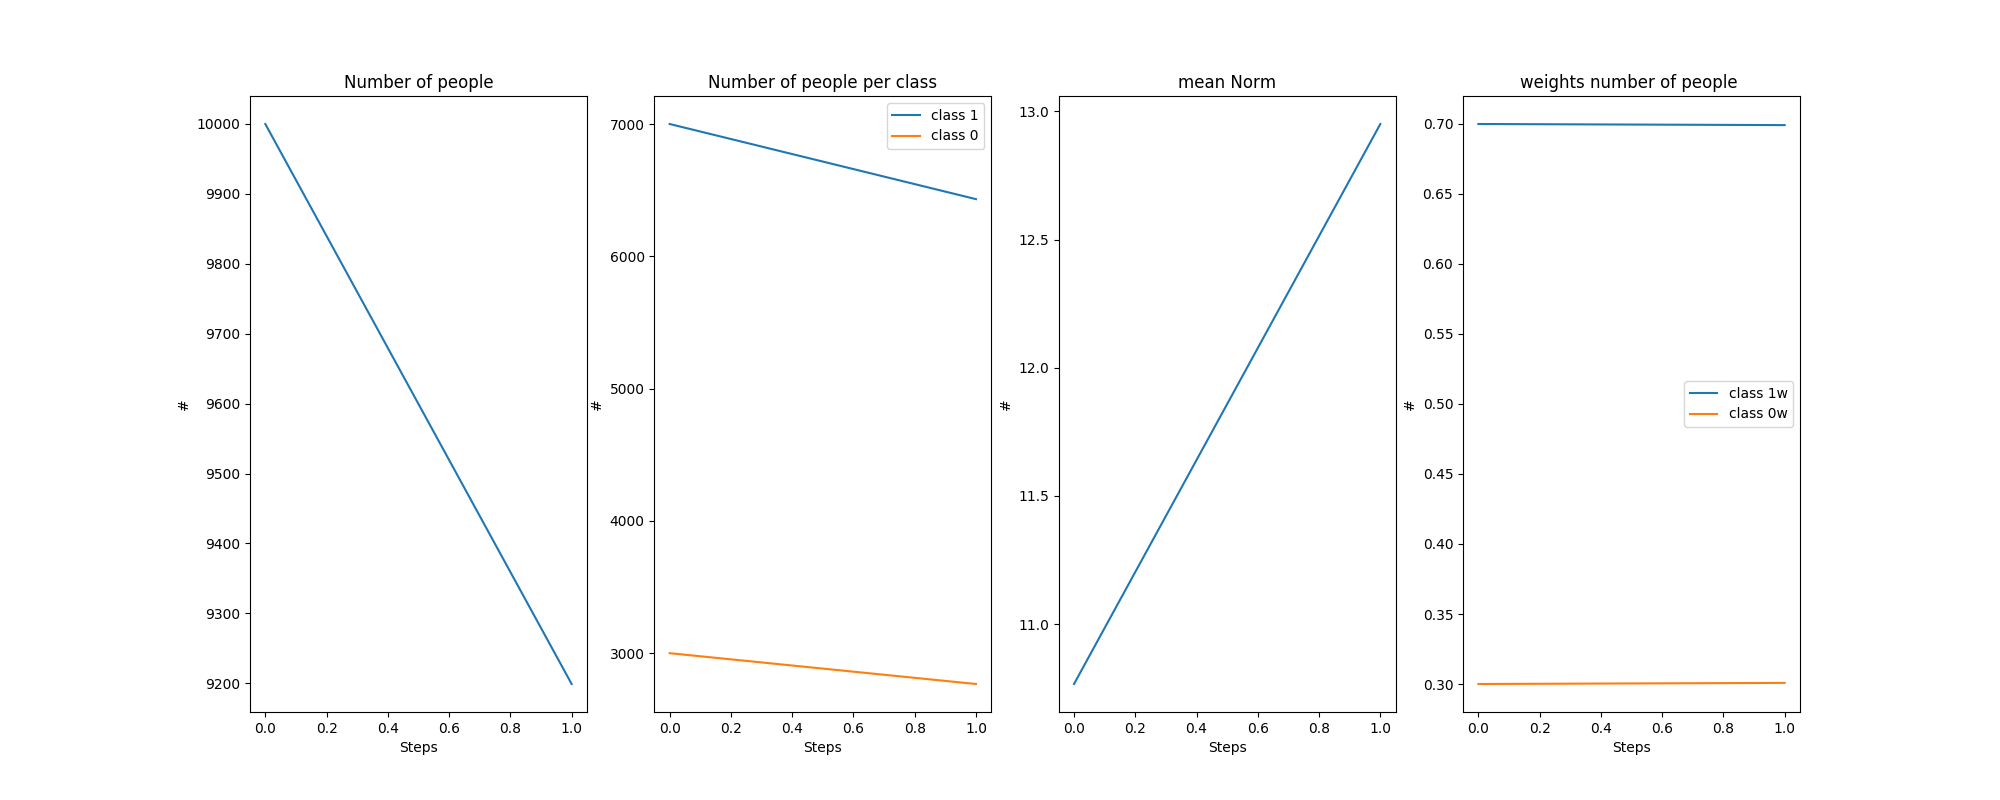 Number of people
10000
9900
9800
9700
9600
9500
9400
9300
9200
#
0.0 0.2 0.4 0.6 0.8 1.0
Steps
Number of people per class
class 1
class 0
7000
6000
5000
4000
3000
#
0.0 0.2 0.4 0.6 0.8 1.0
Steps
mean Norm
13.0
12.5
12.0
11.5
11.0
#
0.0 0.2 0.4 0.6 0.8 1.0
Steps
weights number of people
0.70
0.65
0.60
0.55
0.50
0.45
0.40
0.35
0.30
#
class 1w
class 0w
0.0 0.2 0.4 0.6 0.8 1.0
Steps